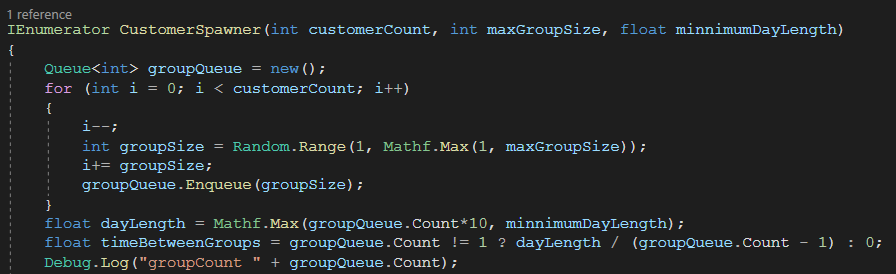 1 reference
IEnumerator CustomerSpawner(int customerCount, int maxGroupSize, float minnimumDayLength)
{
Queue<int> groupQueue = new();
for (int i = 0; i < customerCount; i++)
{
i--;
int groupSize = Random.Range(1, Mathf.Max(1, maxGroupSize));
i+= groupSize;
groupQueue.Enqueue(groupSize);
}
float dayLength = Mathf.Max(groupQueue.Count*10, minnimumDayLength);
float timeBetweenGroups = groupQueue.Count != 1 ? dayLength / (groupQueue.Count - 1) : 0;
Debug.Log("groupCount " + groupQueue.Count);